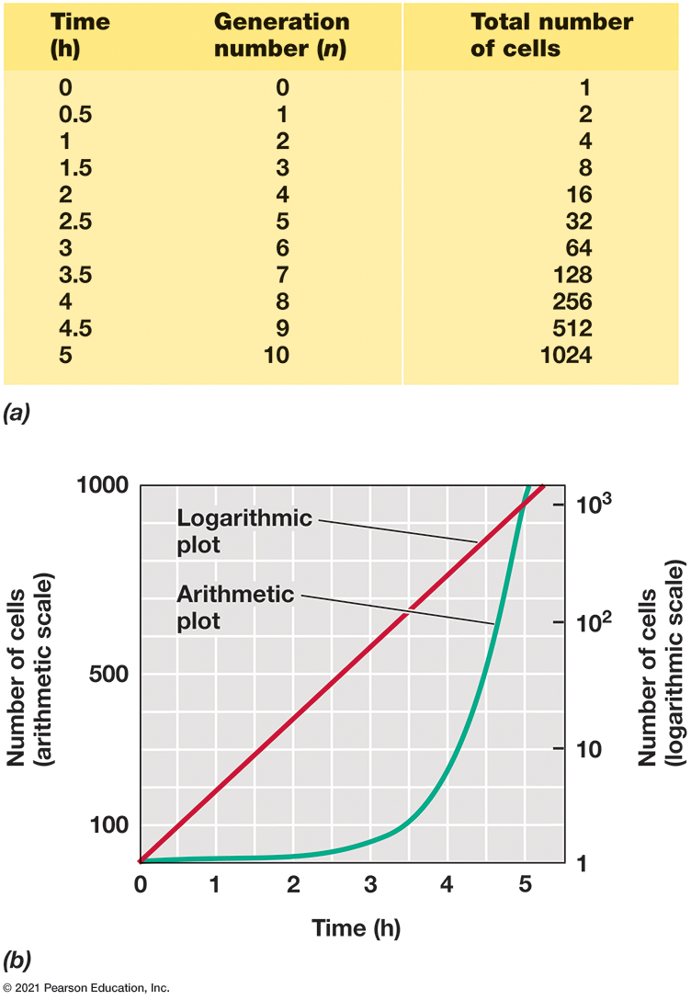 Time Generation Total number
(h) number (n) of cells
0 0 1
0.5 1 2
1 2 4
1.5 3 8
2 4 16
2.5 5 32
3 6 64
3.5 7 128
4 8 256
4.5 9 512
5 10 1024
(a)
Number of cells
(arithmetic scale)
1000
500
100
Logarithmic
plot
Arithmetic
plot
10³
10²
10
1
Number of cells
(logarithmic scale)
0 1 2 3 4 5
Time (h)
(b)
© 2021 Pearson Education, Inc.